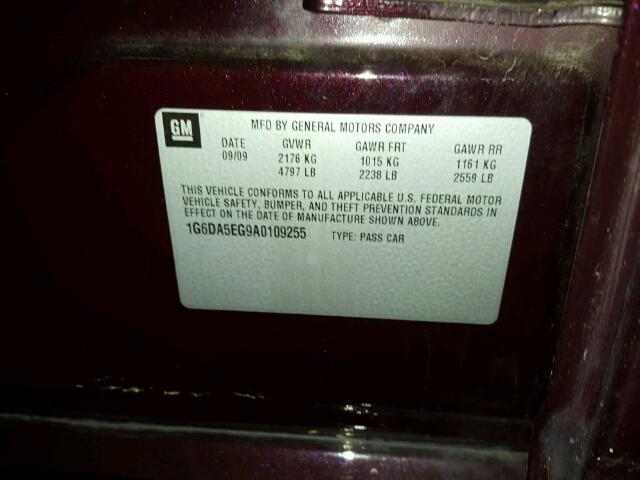 GM
MFD BY GENERAL MOTORS COMPANY
DATE GVWR GAWR FRT GAWR RR
09/09 2176 KG 1015 KG 1161 KG
4797 LB 2238 LB 2559 LB
THIS VEHICLE CONFORMS TO ALL APPLICABLE U.S. FEDERAL MOTOR
VEHICLE SAFETY, BUMPER, AND THEFT PREVENTION STANDARDS IN
EFFECT ON THE DATE OF MANUFACTURE SHOWN ABOVE.
1G6DA5EG9A0109255 TYPE: PASS CAR